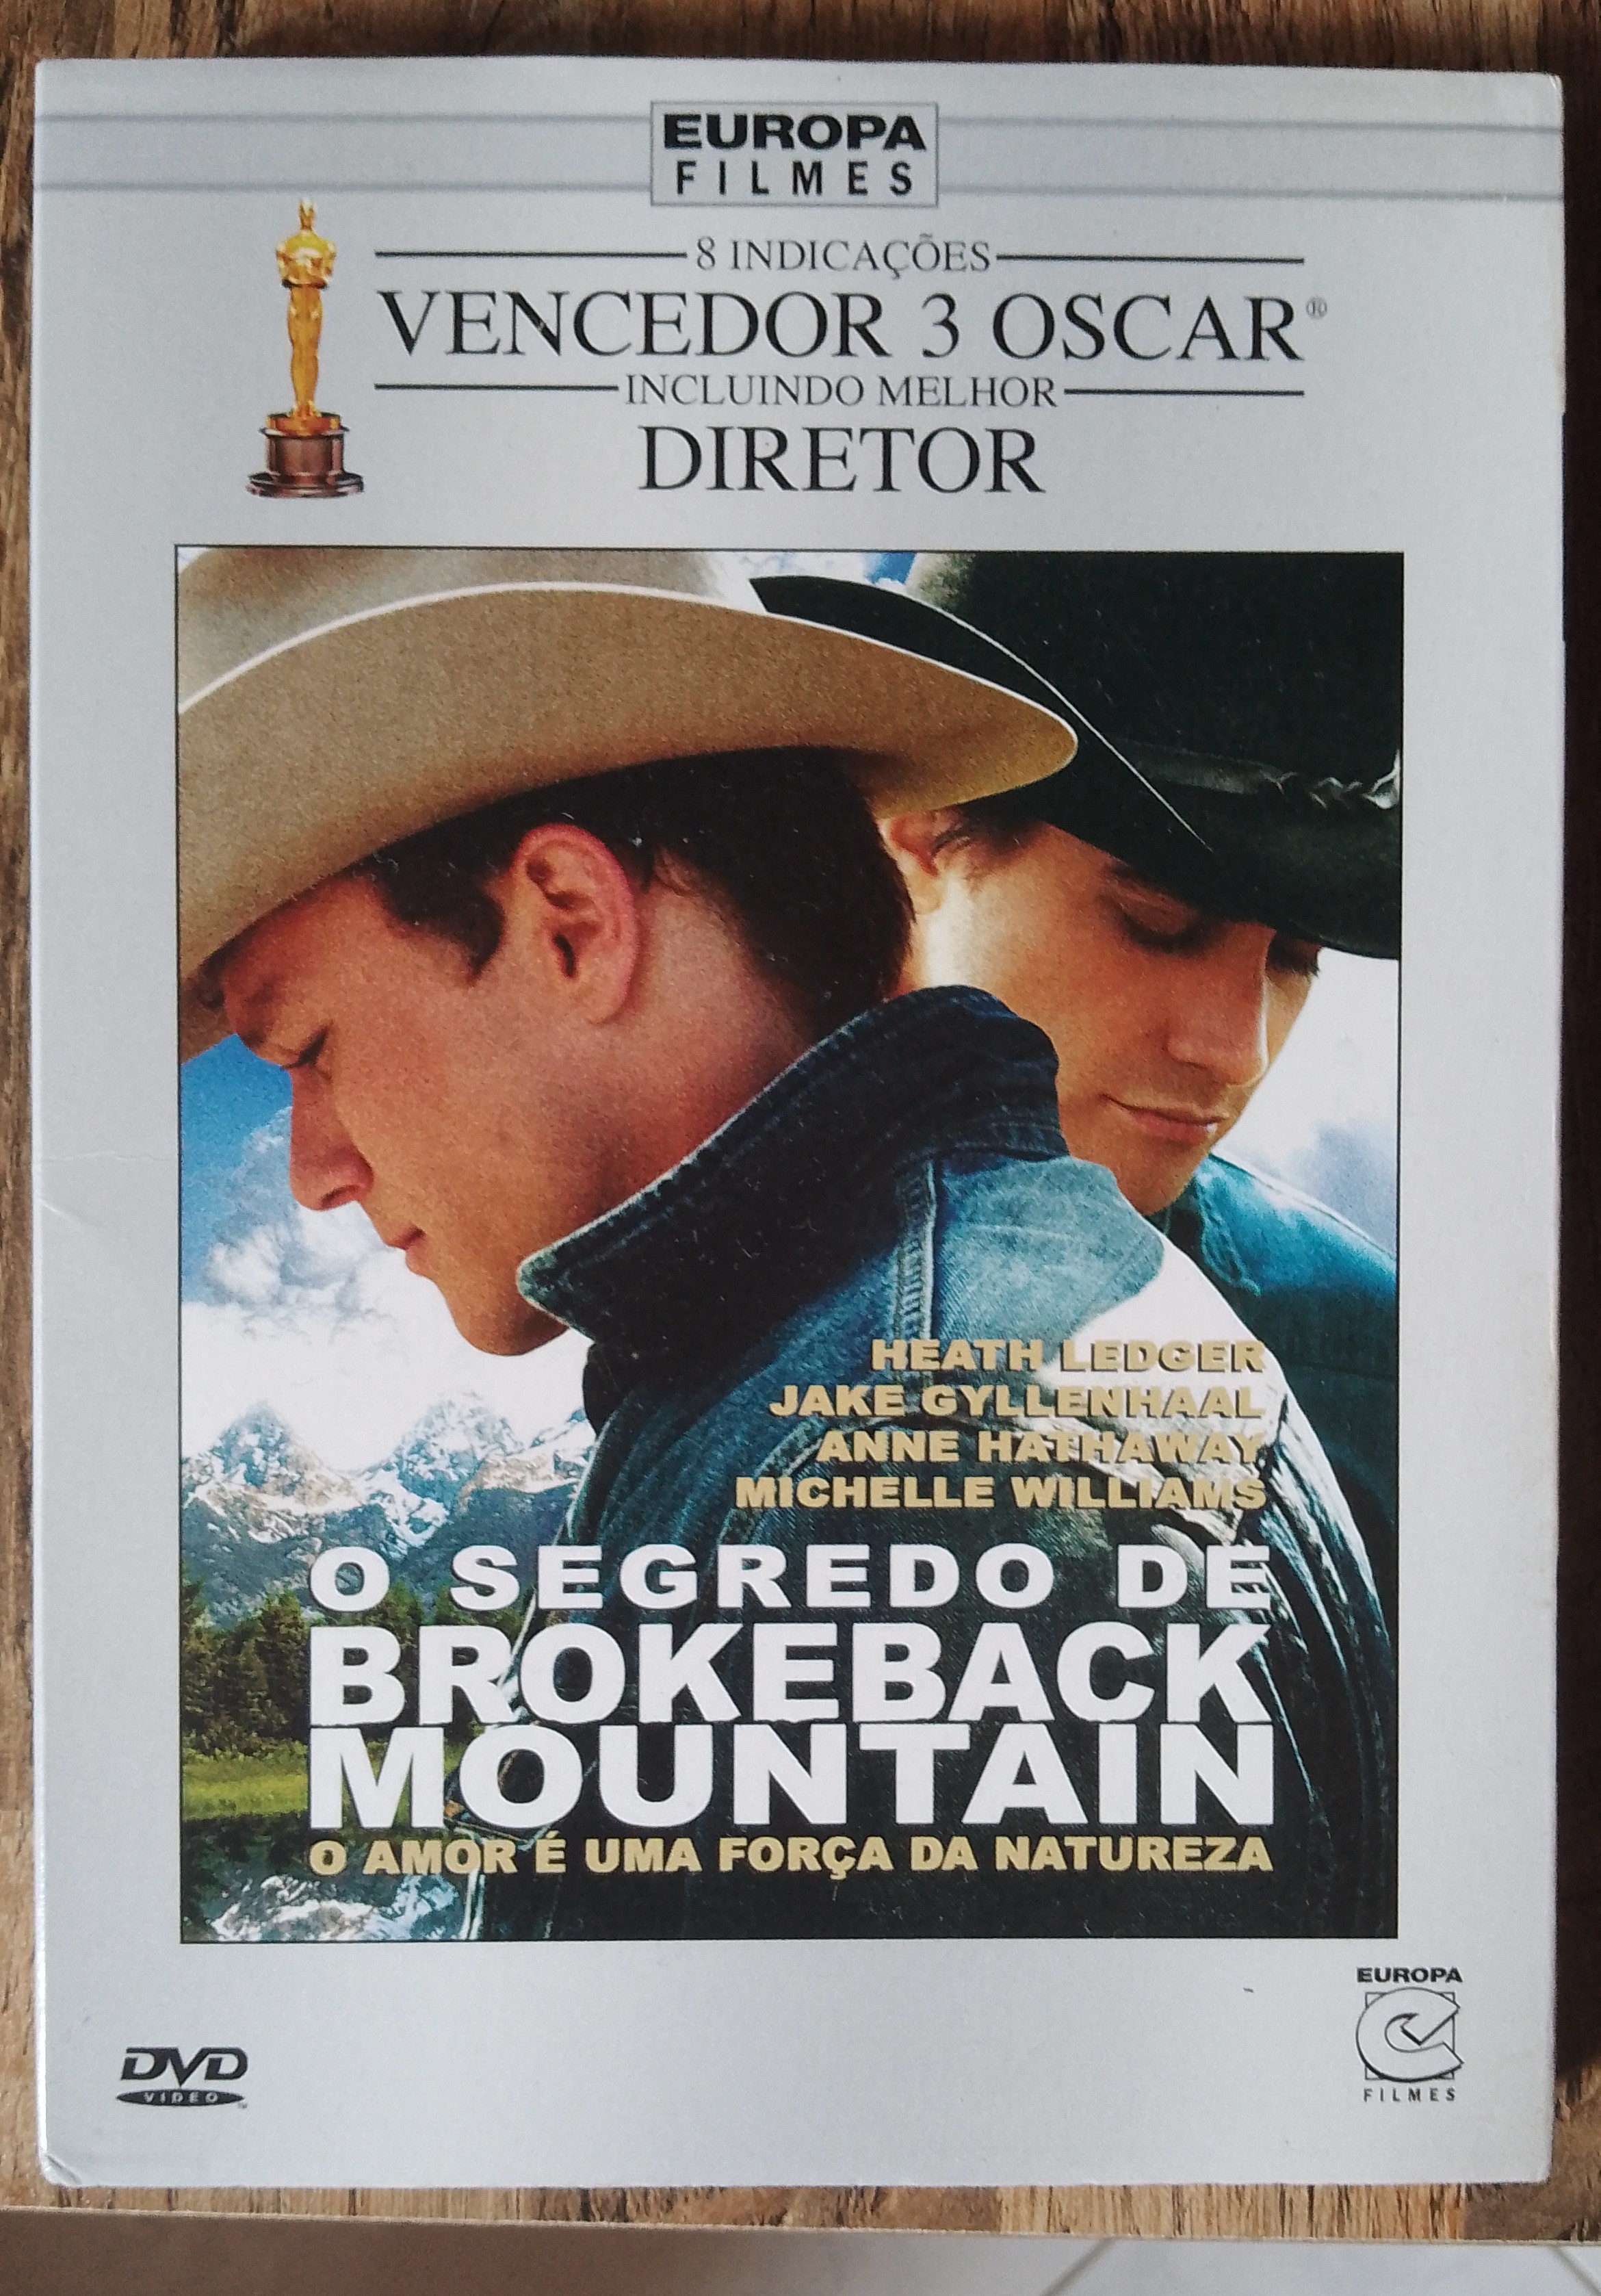 EUROPA
FILMES
8 INDICAÇÕES
VENCEDOR 3 OSCAR®
INCLUINDO MELHOR
DIRETOR
HEATH LEDGER
JAKE GYLLENHAAL
ANNE HATHAWAY
MICHELLE WILLIAMS
O SEGREDO DE
BROKEBACK
MOUNTAIN
O AMOR É UMA FORÇA DA NATUREZA
DVD
VIDEO™
EUROPA
FILMES